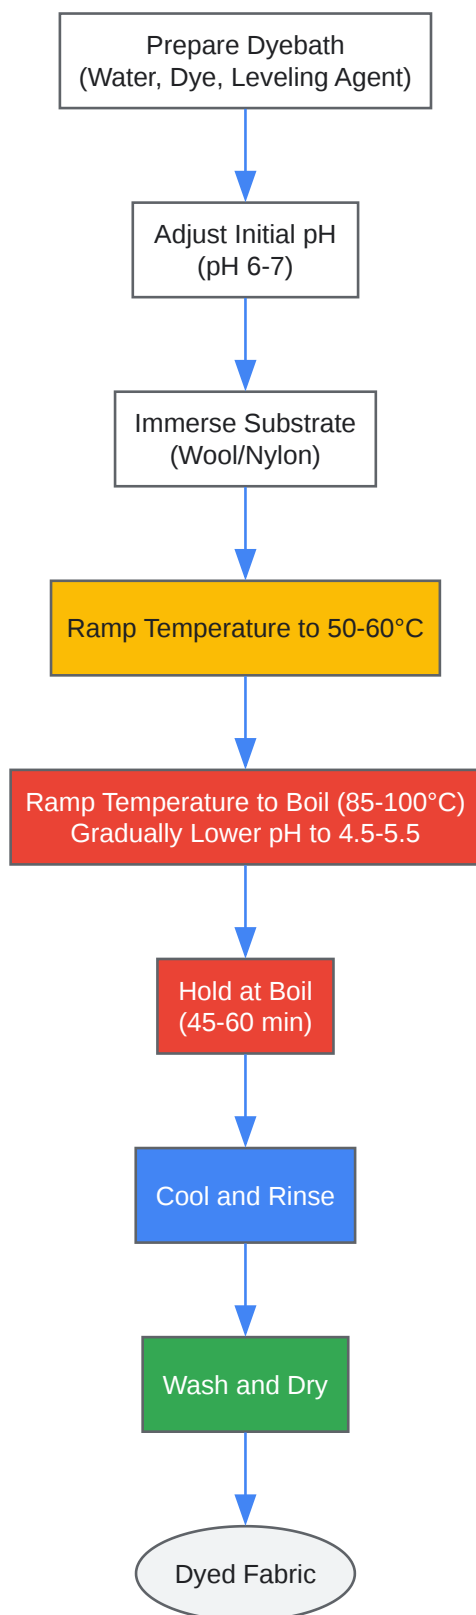 Prepare Dyebath
(Water, Dye, Leveling Agent)
Adjust Initial pH
(pH 6-7)
Immerse Substrate
(Wool/Nylon)
Ramp Temperature to 50-60°C
Ramp Temperature to Boil (85-100°C)
Gradually Lower pH to 4.5-5.5
Hold at Boil
(45-60 min)
Cool and Rinse
Wash and Dry
Dyed Fabric